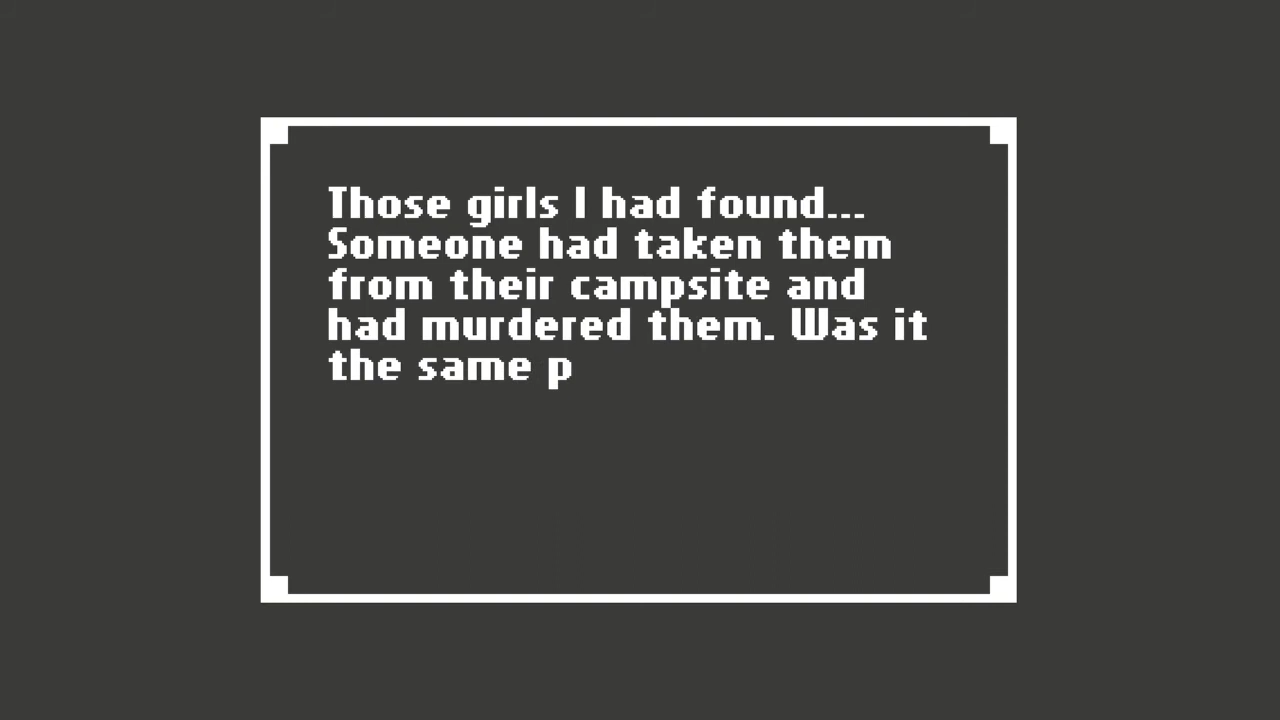 Those girls I had found...
Someone had taken them
from their campsite and
had murdered them. Was it
the same p